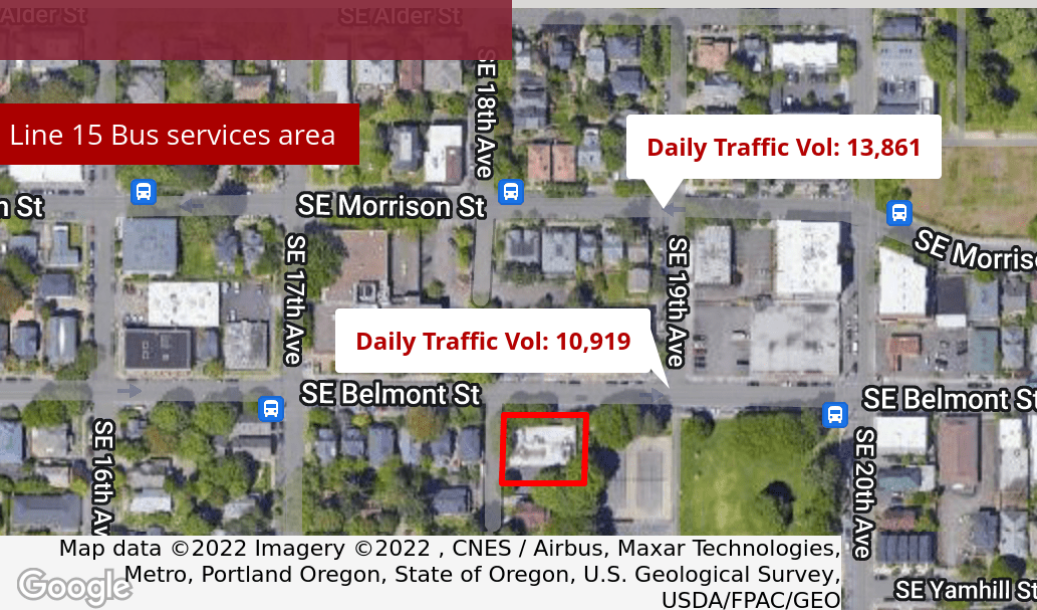 SE Alder St
SE Alder St
SE 18th Ave
Line 15 Bus services area
Daily Traffic Vol: 13,861
SE Morrison St
SE Morris
SE 17th Ave
SE 19th Ave
Daily Traffic Vol: 10,919
SE Belmont St
SE Belmont St
SE 16th Av
SE 20th Ave
Map data ©2022 Imagery ©2022 , CNES / Airbus, Maxar Technologies,
Metro, Portland Oregon, State of Oregon, U.S. Geological Survey,
USDA/FPAC/GEO
Google
SE Yamhill St